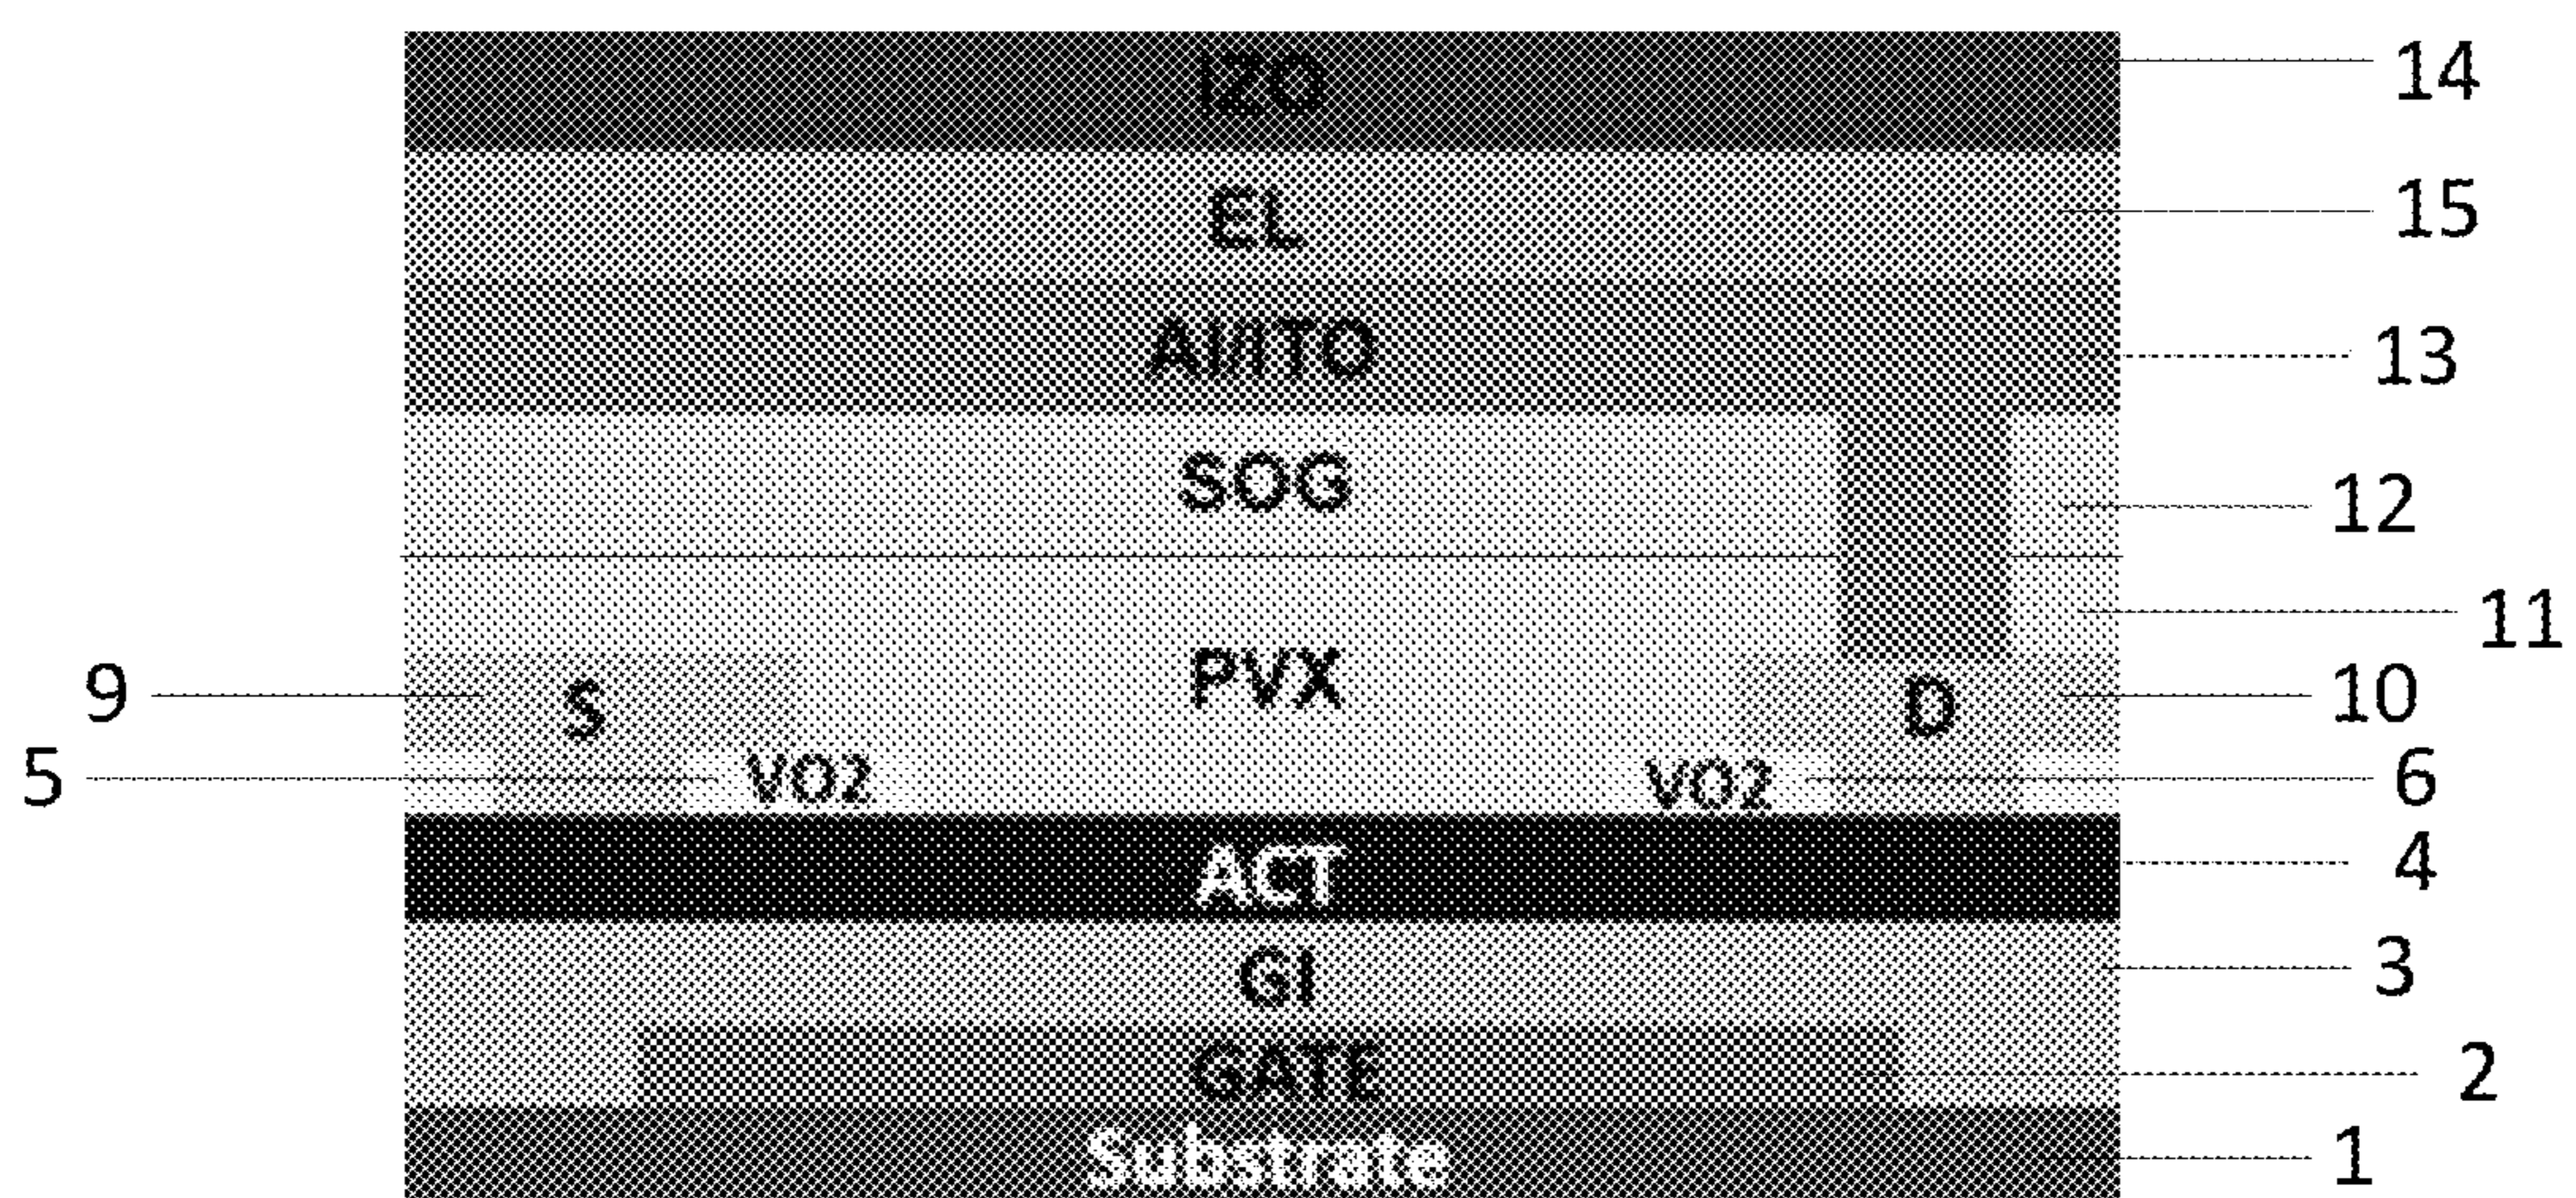 IZO 14
EL 15
Al/ITO 13
SOG 12
11
PVX
9 S D 10
5 VO2 VO2 6
ACT 4
GI 3
GATE 2
Substrate 1